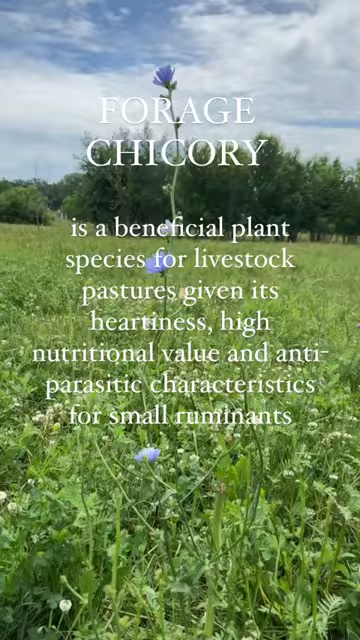 FORAGE
CHICORY
is a beneficial plant
species for livestock
pastures given its
heartiness, high
nutritional value and anti-
parasitic characteristics
for small ruminants